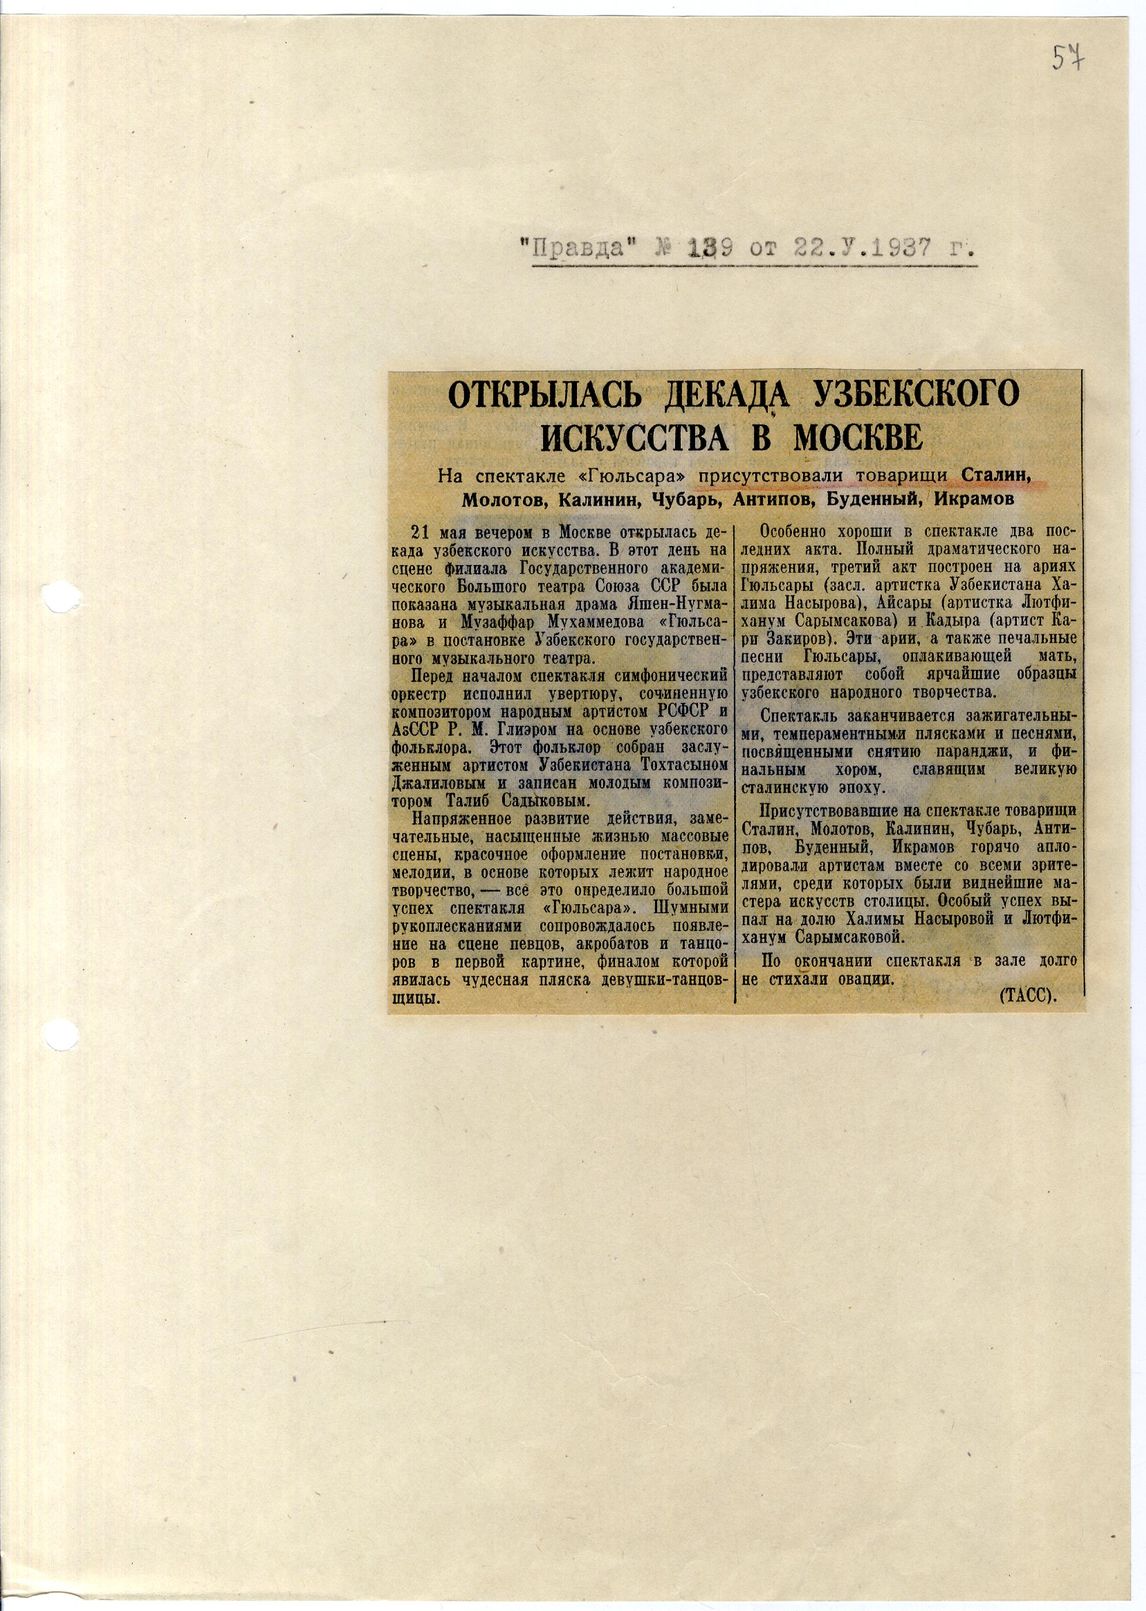 57
"Правда" № 139 от 22.У.1937 г.
ОТКРЫЛАСЬ ДЕКАДА УЗБЕКСКОГО
ИСКУССТВА В МОСКВЕ
На спектакле «Гюльсара» присутствовали товарищи Сталин,
Молотов, Калинин, Чубарь, Антипов, Буденный, Икрамов
21 мая вечером в Москве открылась де-
када узбекского искусства. В этот день на
сцене филиала Государственного академи-
ческого Большого театра Союза ССР была
показана музыкальная драма Яшен-Нугма-
нова и Музаффар Мухаммедова «Гюльса-
ра» в постановке Узбекского государствен-
ного музыкального театра.
Перед началом спектакля симфонический
оркестр исполнил увертюру, сочиненную
композитором народным артистом РСФСР и
АзССР Р. М. Глиэром на основе узбекского
фольклора. Этот фольклор собран заслу-
женным артистом Узбекистана Тохтасыном
Джалиловым и записан молодым компози-
тором Талиб Садыковым.
Напряженное развитие действия, заме-
чательные, насыщенные жизнью массовые
сцены, красочное оформление постановки,
мелодии, в основе которых лежит народное
творчество, — всё это определило большой
успех спектакля «Гюльсара». Шумными
рукоплесканиями сопровождалось появле-
ние на сцене певцов, акробатов и танцо-
ров в первой картине, финалом которой
явилась чудесная пляска девушки-танцов-
щицы.
Особенно хороши в спектакле два пос-
ледних акта. Полный драматического на-
пряжения, третий акт построен на ариях
Гюльсары (засл. артистка Узбекистана Ха-
лима Насырова), Айсары (артистка Лютфи-
ханум Сарымсакова) и Кадыра (артист Ка-
ри Закиров). Эти арии, а также печальные
песни Гюльсары, оплакивающей мать,
представляют собой ярчайшие образцы
узбекского народного творчества.
Спектакль заканчивается зажигательны-
ми, темпераментными плясками и песнями,
посвященными снятию паранджи, и фи-
нальным хором, славящим великую
сталинскую эпоху.
Присутствовавшие на спектакле товарищи
Сталин, Молотов, Калинин, Чубарь, Анти-
пов, Буденный, Икрамов горячо апло-
дировали артистам вместе со всеми зрите-
лями, среди которых были виднейшие ма-
стера искусств столицы. Особый успех вы-
пал на долю Халимы Насыровой и Лютфи-
ханум Сарымсаковой.
По окончании спектакля в зале долго
не стихали овации.
(ТАСС).